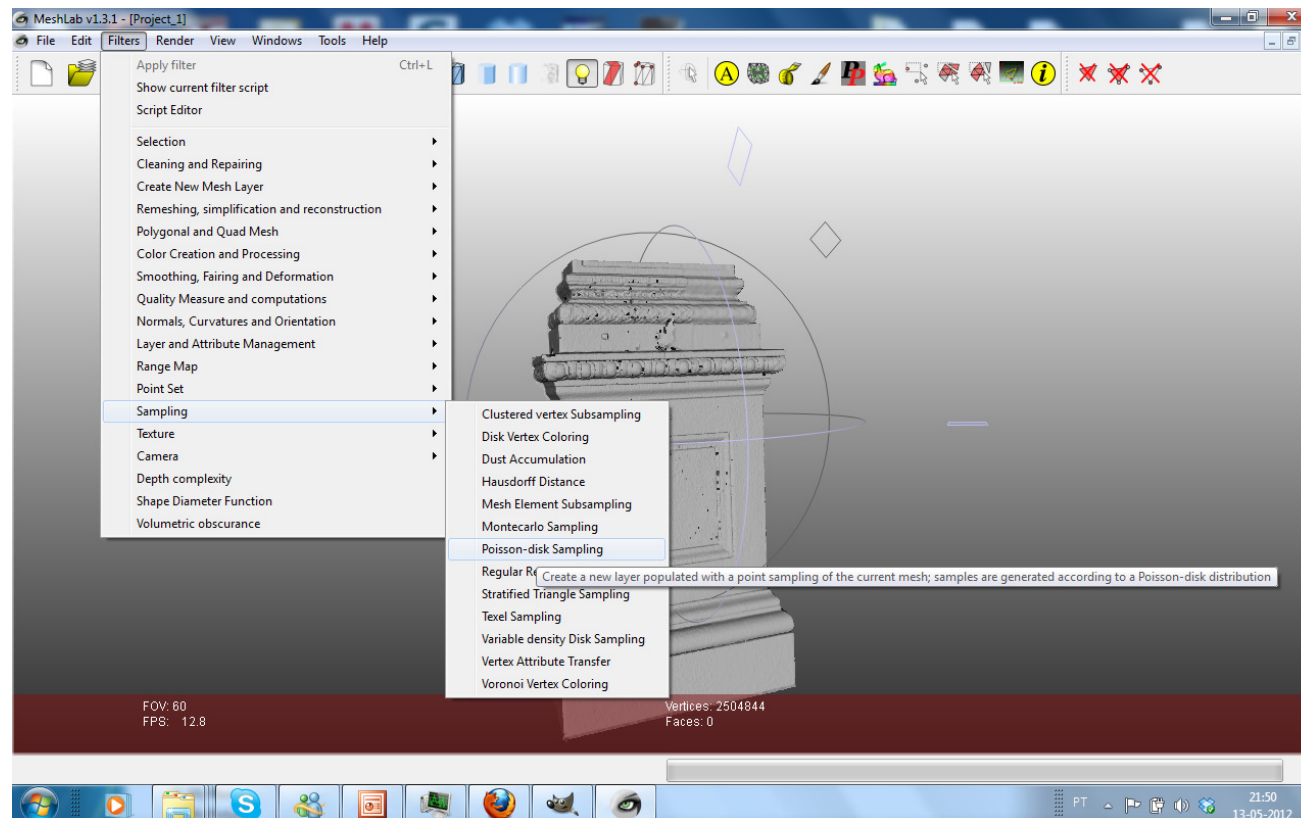 MeshLab v1.3.1 - [Project_1]
File Edit Filters Render View Windows Tools Help
Apply filter Ctrl+L
Show current filter script
Script Editor
Selection
Cleaning and Repairing
Create New Mesh Layer
Remeshing, simplification and reconstruction
Polygonal and Quad Mesh
Color Creation and Processing
Smoothing, Fairing and Deformation
Quality Measure and computations
Normals, Curvatures and Orientation
Layer and Attribute Management
Range Map
Point Set
Sampling
Texture
Camera
Depth complexity
Shape Diameter Function
Volumetric obscurance
Clustered vertex Subsampling
Disk Vertex Coloring
Dust Accumulation
Hausdorff Distance
Mesh Element Subsampling
Montecarlo Sampling
Poisson-disk Sampling
Regular Re
Create a new layer populated with a point sampling of the current mesh; samples are generated according to a Poisson-disk distribution
Stratified Triangle Sampling
Texel Sampling
Variable density Disk Sampling
Vertex Attribute Transfer
Voronoi Vertex Coloring
FOV: 60
FPS: 12.8
Vertices: 2504844
Faces: 0
PT
21:50
13-05-2012